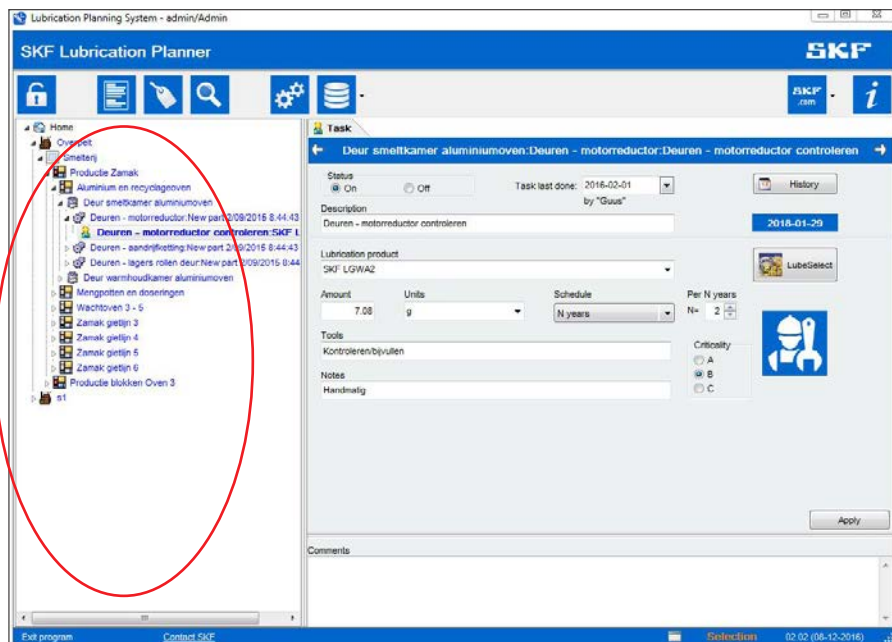 Lubrication Planning System - admin/Admin
SKF Lubrication Planner
SKF
SKF
.com
i
Home
Overpelt
Smelterij
Productie Zamak
Aluminium en recyclageoven
Deur smeltkamer aluminiumoven
Deuren - motorreductor:New part 2/09/2015 8:44:43
Deuren - motorreductor controleren:SKF L
Deuren - aandrijfketting:New part 2/09/2015 8:44:43
Deuren - lagers rollen deur:New part 2/09/2015 8:44
Deur warmhoudkamer aluminiumoven
Mengpotten en doseringen
Wachtoven 3 - 5
Zamak gietlijn 3
Zamak gietlijn 4
Zamak gietlijn 5
Zamak gietlijn 6
Productie blokken Oven 3
s1
Task
Deur smeltkamer aluminiumoven:Deuren - motorreductor:Deuren - motorreductor controleren
Status
On Off
Task last done: 2016-02-01
by "Guus"
History
Description
Deuren - motorreductor controleren
2018-01-29
Lubrication product
SKF LGWA2
LubeSelect
Amount Units Schedule Per N years
7.08 g N years N= 2
Tools
Kontroleren/bijvullen
Criticality
A
B
C
Notes
Handmatig
Apply
Comments
Exit program Contact SKF Selection 02.02 (08-12-2016)